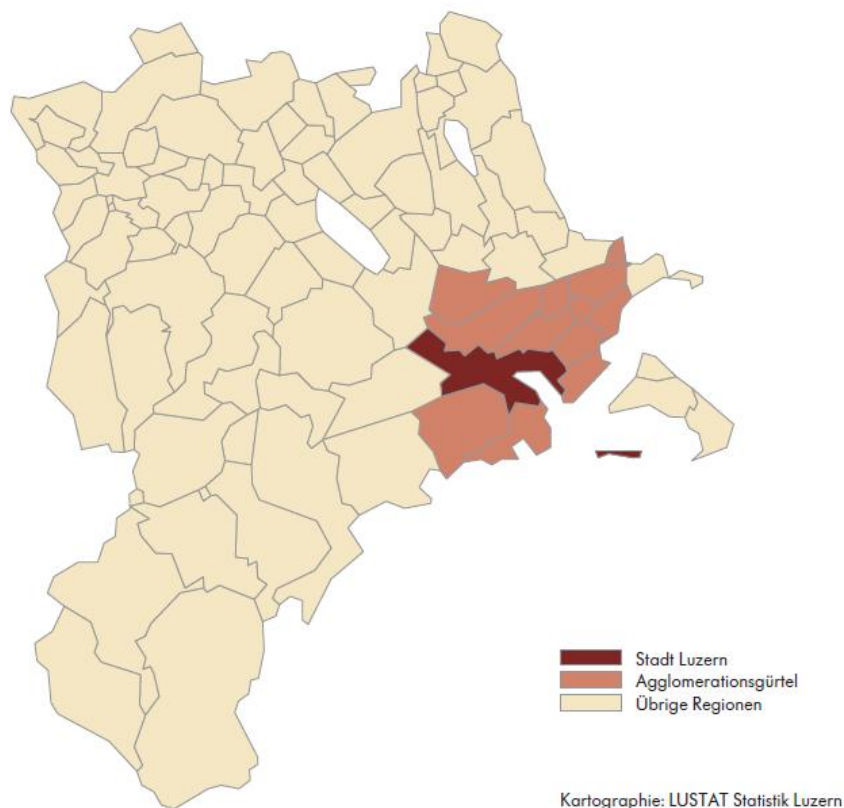 Stadt Luzern
Agglomerationsgürtel
Übrige Regionen
Kartographie: LUSTAT Statistik Luzern